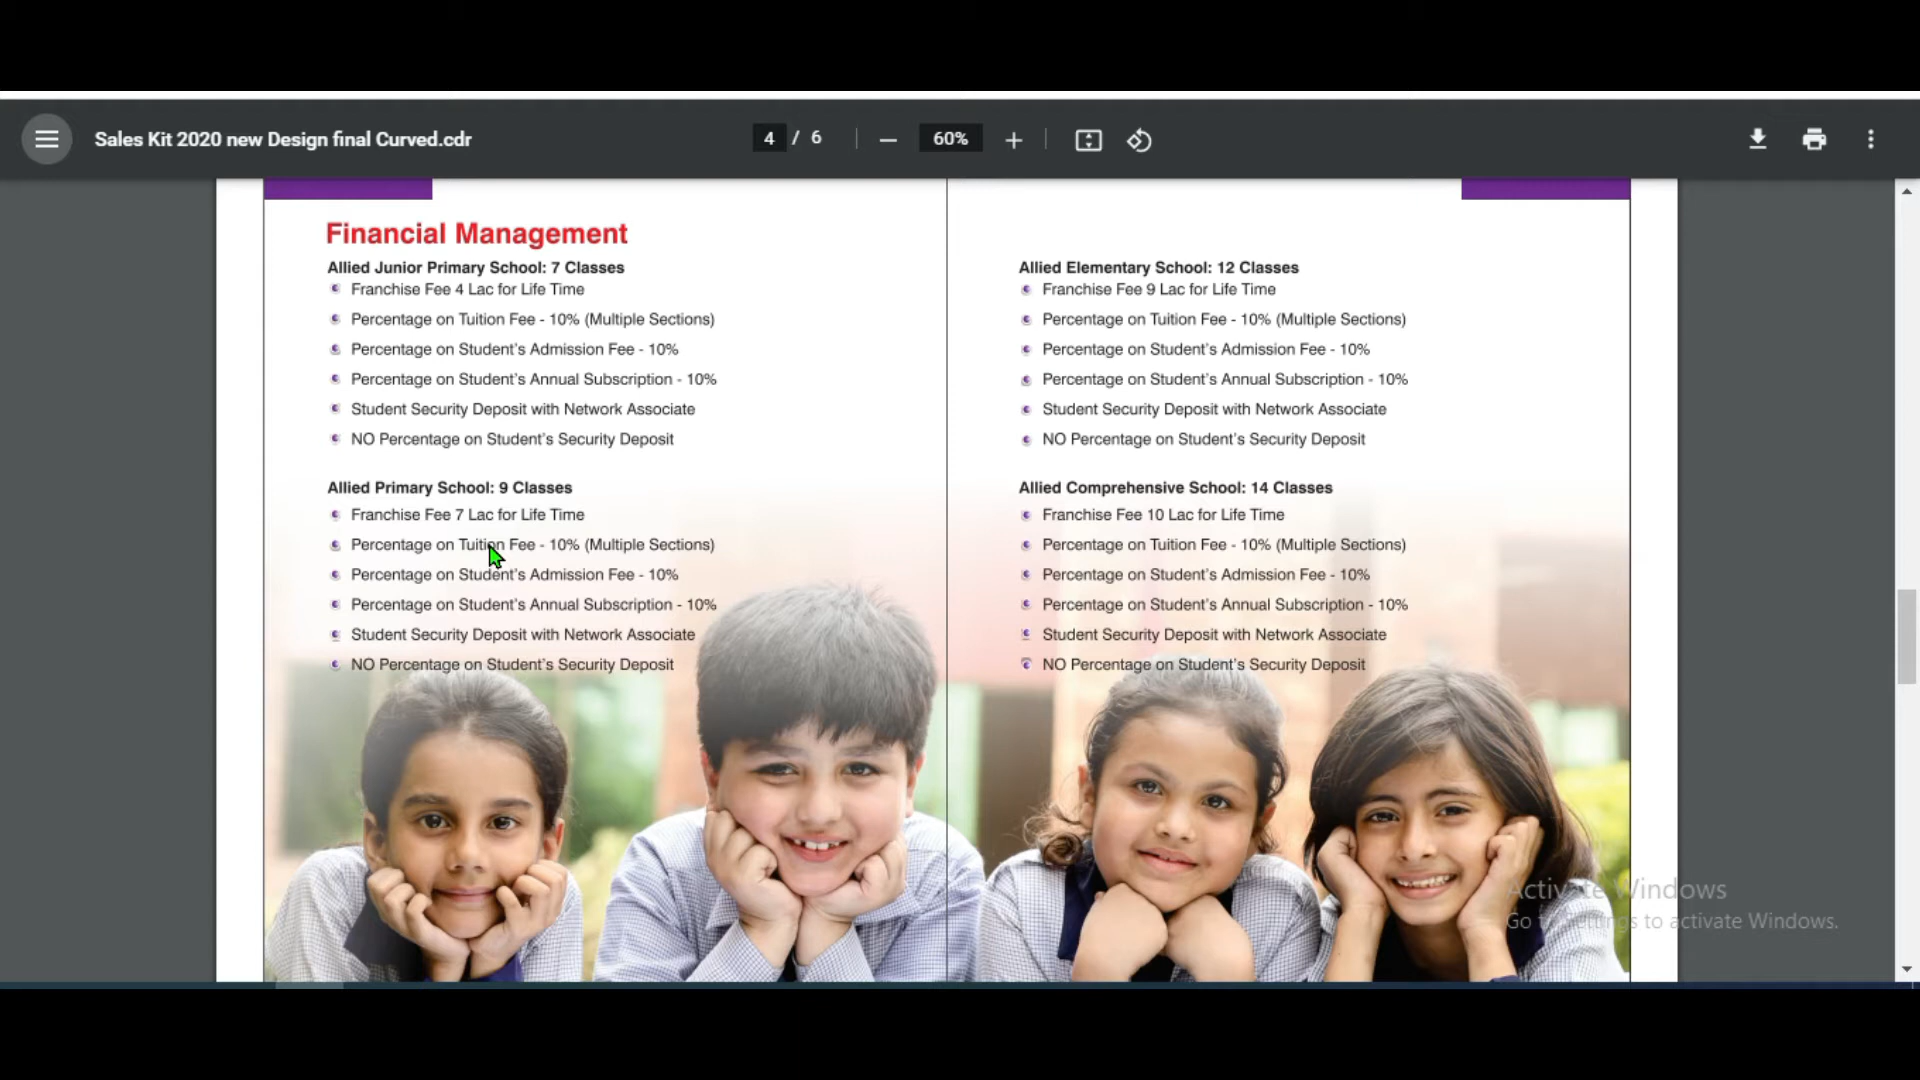 Sales Kit 2020 new Design final Curved.cdr
4 / 6
60%
Financial Management
Allied Junior Primary School: 7 Classes
Franchise Fee 4 Lac for Life Time
Percentage on Tuition Fee - 10% (Multiple Sections)
Percentage on Student's Admission Fee - 10%
Percentage on Student's Annual Subscription - 10%
Student Security Deposit with Network Associate
NO Percentage on Student's Security Deposit
Allied Primary School: 9 Classes
Franchise Fee 7 Lac for Life Time
Percentage on Tuition Fee - 10% (Multiple Sections)
Percentage on Student's Admission Fee - 10%
Percentage on Student's Annual Subscription - 10%
Student Security Deposit with Network Associate
NO Percentage on Student's Security Deposit
Allied Elementary School: 12 Classes
Franchise Fee 9 Lac for Life Time
Percentage on Tuition Fee - 10% (Multiple Sections)
Percentage on Student's Admission Fee - 10%
Percentage on Student's Annual Subscription - 10%
Student Security Deposit with Network Associate
NO Percentage on Student's Security Deposit
Allied Comprehensive School: 14 Classes
Franchise Fee 10 Lac for Life Time
Percentage on Tuition Fee - 10% (Multiple Sections)
Percentage on Student's Admission Fee - 10%
Percentage on Student's Annual Subscription - 10%
Student Security Deposit with Network Associate
NO Percentage on Student's Security Deposit
Activate Windows
Go to Settings to activate Windows.